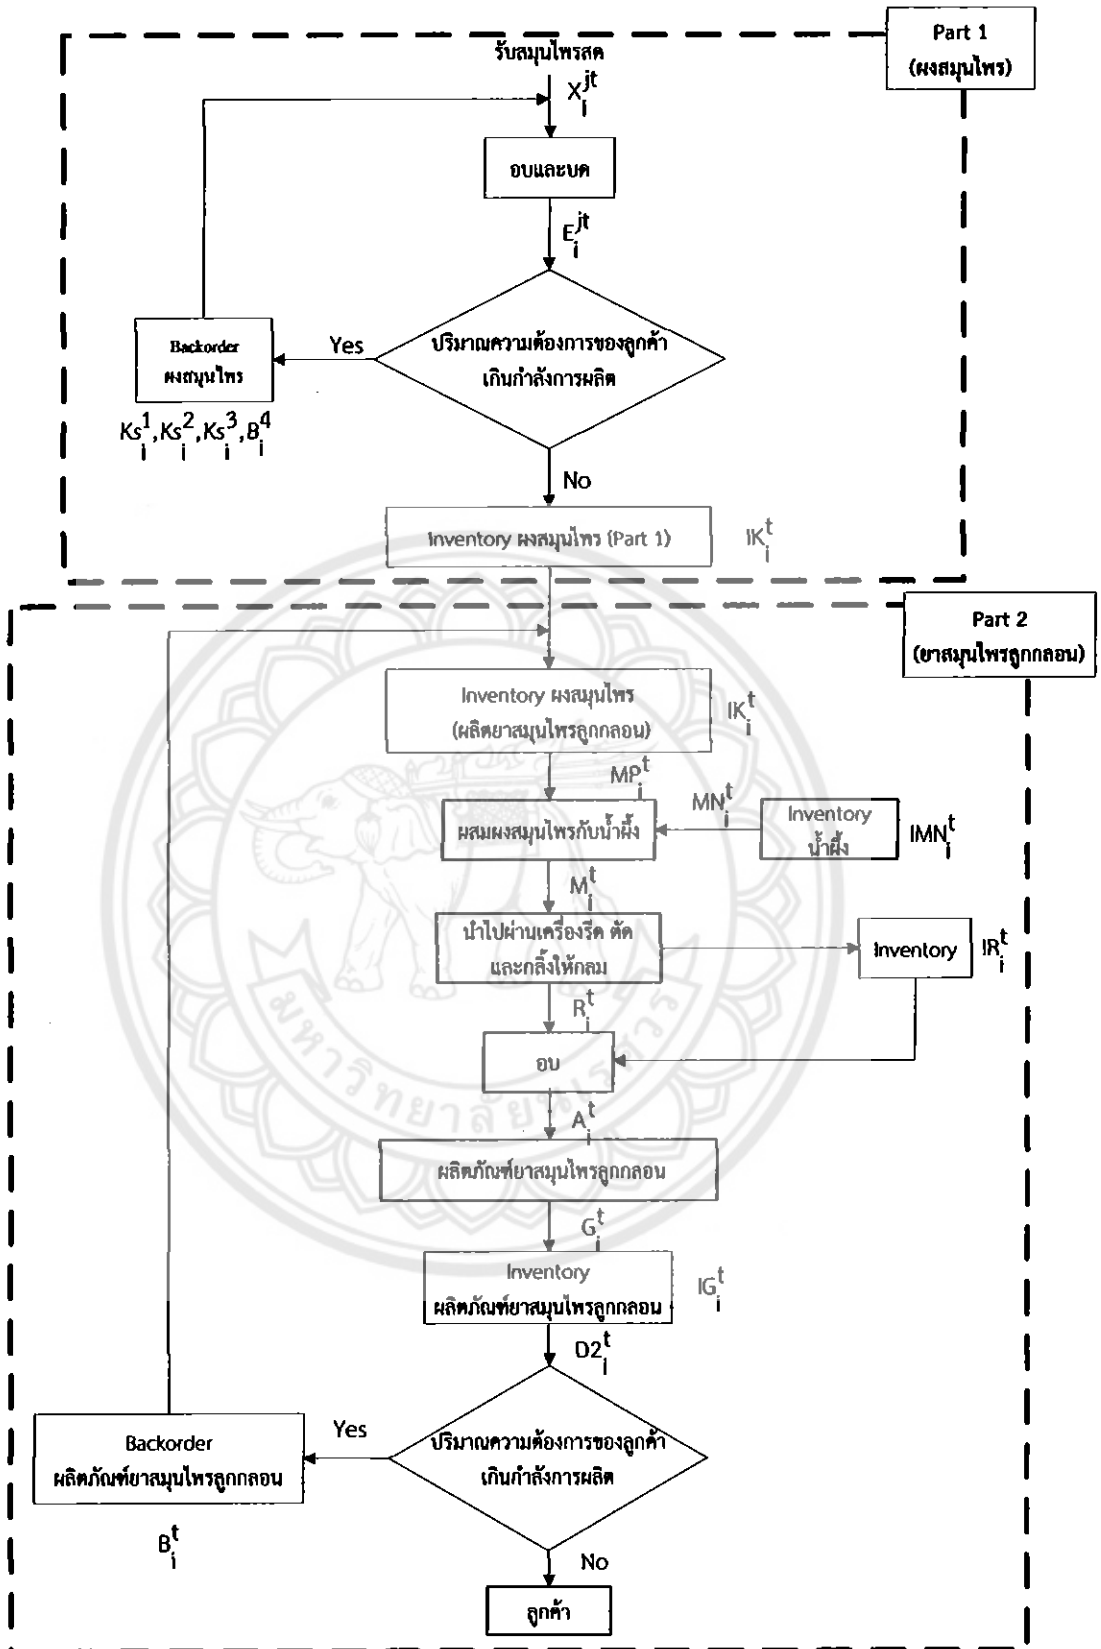 Part 1
(ผงสมุนไพร)
รับสมุนไพรสด
X_i^{jt}
อบและบด
E_i^{jt}
ปริมาณความต้องการของลูกค้า
เกินกำลังการผลิต
Yes
Backorder
ผงสมุนไพร
Ks_i^1, Ks_i^2, Ks_i^3, B_i^4
No
Inventory ผงสมุนไพร (Part 1)
IK_i^t
Part 2
(ยาสมุนไพรลูกกลอน)
Inventory ผงสมุนไพร
(ผลิตยาสมุนไพรลูกกลอน)
IK_i^t
MP_i^t
ผสมผงสมุนไพรกับน้ำผึ้ง
MN_i^t
Inventory
น้ำผึ้ง
IMN_i^t
M_i^t
นำไปผ่านเครื่องรีด ตัด
และกลิ้งให้กลม
Inventory
IR_i^t
R_i^t
อบ
A_i^t
ผลิตภัณฑ์ยาสมุนไพรลูกกลอน
G_i^t
Inventory
ผลิตภัณฑ์ยาสมุนไพรลูกกลอน
IG_i^t
D2_i^t
ปริมาณความต้องการของลูกค้า
เกินกำลังการผลิต
Yes
Backorder
ผลิตภัณฑ์ยาสมุนไพรลูกกลอน
B_i^t
No
ลูกค้า
มหาวิทยาลัยนเรศวร